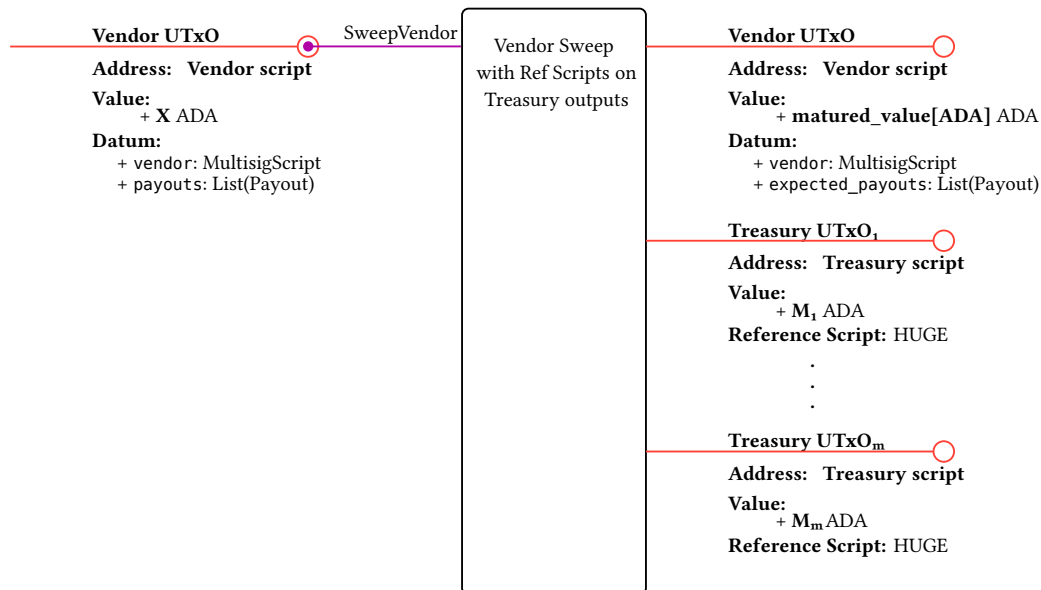 Vendor UTxO
Address: Vendor script
Value:
+ X ADA
Datum:
+ vendor: MultisigScript
+ payouts: List(Payout)
SweepVendor
Vendor Sweep
with Ref Scripts on
Treasury outputs
Vendor UTxO
Address: Vendor script
Value:
+ matured_value[ADA] ADA
Datum:
+ vendor: MultisigScript
+ expected_payouts: List(Payout)
Treasury UTxO₁
Address: Treasury script
Value:
+ M₁ ADA
Reference Script: HUGE
.
.
.
Treasury UTxOₘ
Address: Treasury script
Value:
+ Mₘ ADA
Reference Script: HUGE